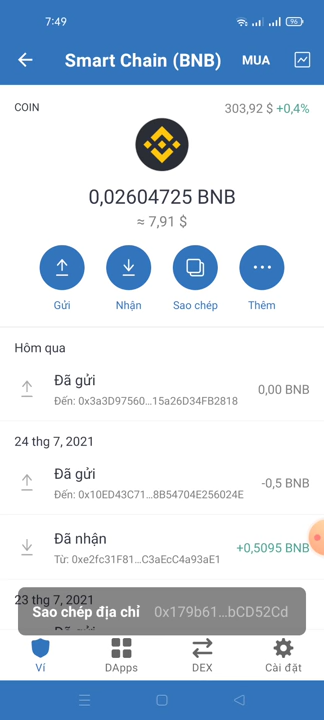 7:49
96
Smart Chain (BNB) MUA
COIN 303,92 $ +0,4%
0,02604725 BNB
≈ 7,91 $
Gửi Nhận Sao chép Thêm
Hôm qua
Đã gửi 0,00 BNB
Đến: 0x3a3D97560...15a26D34FB2818
24 thg 7, 2021
Đã gửi -0,5 BNB
Đến: 0x10ED43C71...8B54704E256024E
Đã nhận +0,5095 BNB
Từ: 0xe2fc31F81...C3aEcC4a93aE1
23 thg 7, 2021
Sao chép địa chỉ 0x179b61...bCD52Cd
Ví DApps DEX Cài đặt